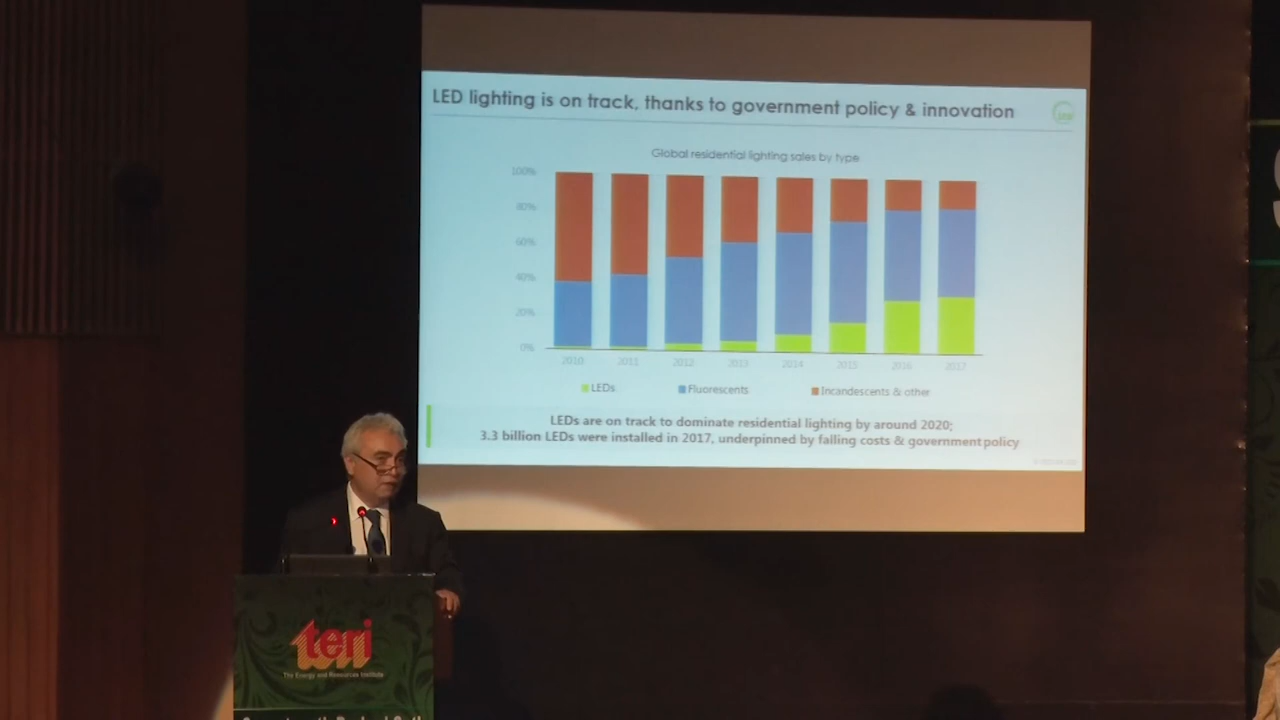 LED lighting is on track, thanks to government policy & innovation
Global residential lighting sales by type
100%
80%
60%
40%
20%
0%
2010 2011 2012 2013 2014 2015 2016 2017
LEDs Fluorescents Incandescents & other
LEDs are on track to dominate residential lighting by around 2020;
3.3 billion LEDs were installed in 2017, underpinned by falling costs & government policy
teri
The Energy and Resources Institute